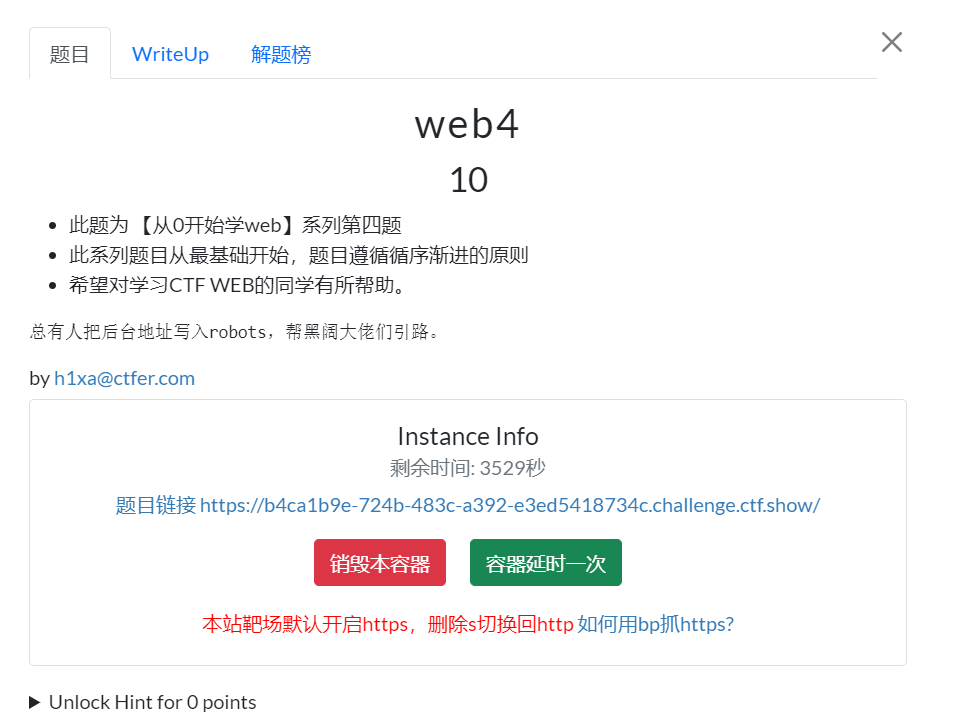 题目 WriteUp 解题榜
web4
10
此题为 【从0开始学web】系列第四题
此系列题目从最基础开始，题目遵循循序渐进的原则
希望对学习CTF WEB的同学有所帮助。
总有人把后台地址写入robots，帮黑阔大佬们引路。
by h1xa@ctfer.com
Instance Info
剩余时间: 3529秒
题目链接 https://b4ca1b9e-724b-483c-a392-e3ed5418734c.challenge.ctf.show/
销毁本容器 容器延时一次
本站靶场默认开启https，删除s切换回http 如何用bp抓https?
Unlock Hint for 0 points